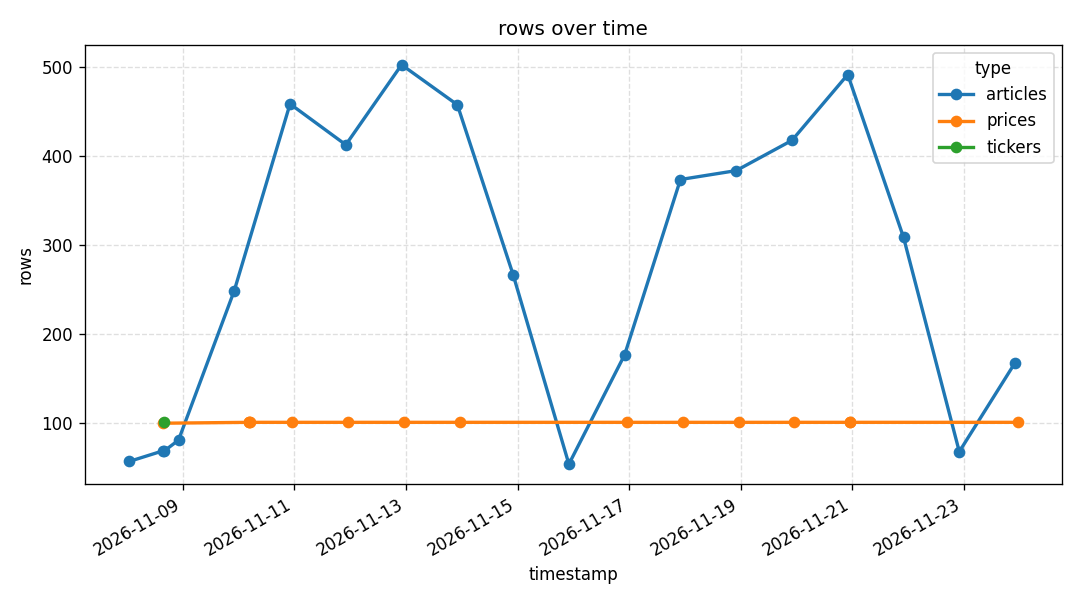 rows over time
type
articles
prices
tickers
500
400
300
200
100
rows
2026-11-09
2026-11-11
2026-11-13
2026-11-15
2026-11-17
2026-11-19
2026-11-21
2026-11-23
timestamp